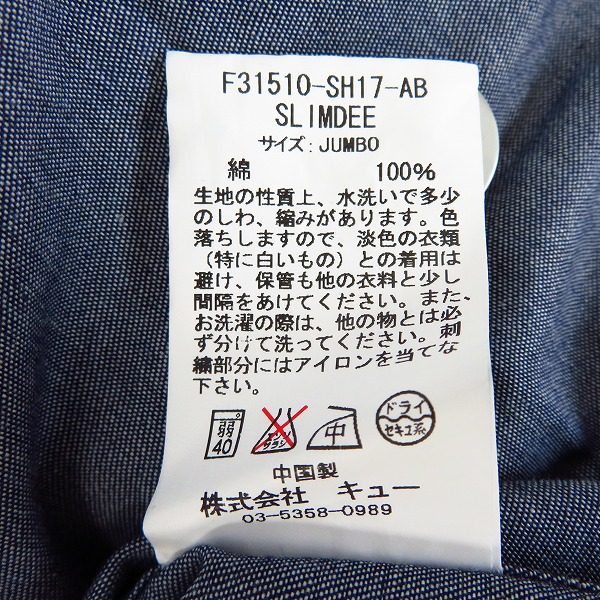 F31510-SH17-AB
SLIMDEE
サイズ: JUMBO
綿 100%
生地の性質上、水洗いで多少
のしわ、縮みがあります。色
落ちしますので、淡色の衣類
(特に白いもの)との着用は
避け、保管も他の衣料と少し
間隔をあけてください。また、
お洗濯の際は、他の物とは必
ず分けて洗ってください。刺
繍部分にはアイロンを当てな
下さい。
弱 40 エンソ サラシ 中 ドライ セキユ系
中国製
株式会社 キュー
03-5358-0989